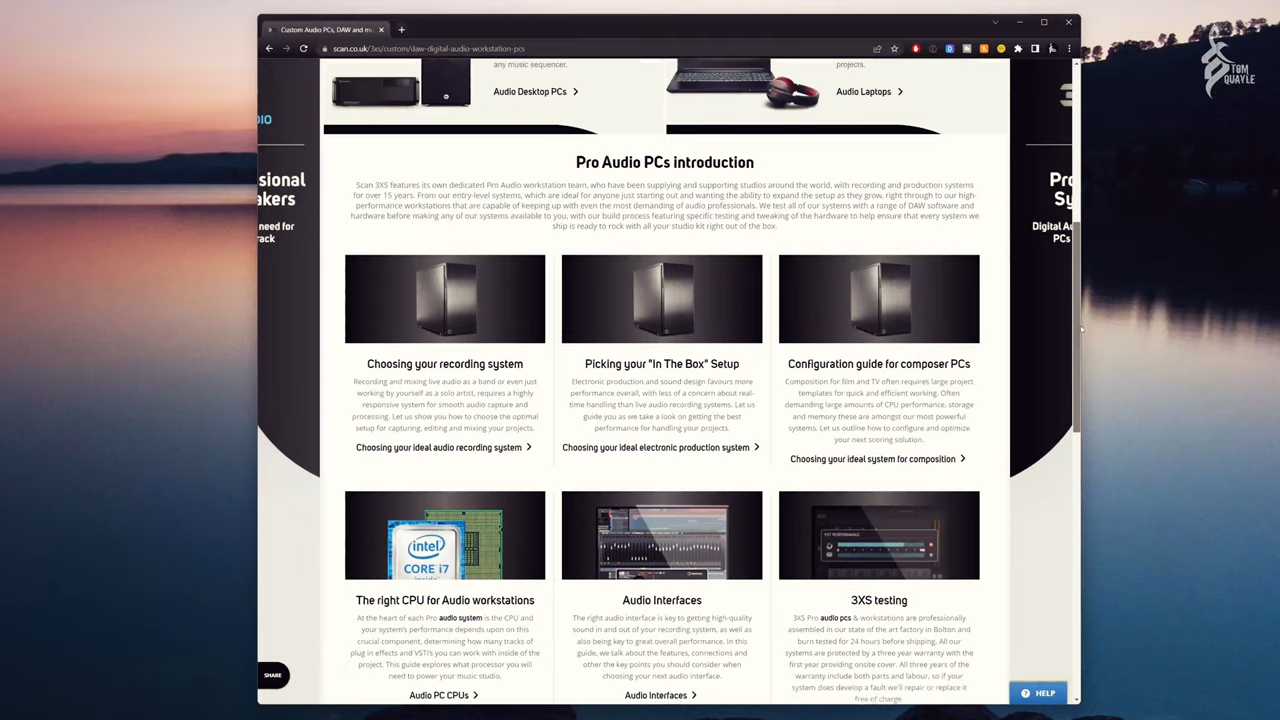 Custom Audio PCs, DAW and mu
scan.co.uk/3xs/custom/daw-digital-audio-workstation-pcs
TOM
QUAYLE
any music sequencer.
projects.
Audio Desktop PCs
Audio Laptops
sional
akers
need for
rack
Pro Audio PCs introduction
Scan 3XS features its own dedicated Pro Audio workstation team, who have been supplying and supporting studios around the world, with recording and production systems
for over 15 years. From our entry-level systems, which are ideal for anyone just starting out and wanting the ability to expand the setup as they grow, right through to our high-
performance workstations that are capable of keeping up with even the most demanding of audio professionals. We test all of our systems with a range of DAW software and
hardware before making any of our systems available to you, with our build process featuring specific testing and tweaking of the hardware to help ensure that every system we
ship is ready to rock with all your studio kit right out of the box.
Pro
Sy
Digital Au
PCs
Choosing your recording system
Recording and mixing live audio as a band or even just
working by yourself as a solo artist, requires a highly
responsive system for smooth audio capture and
processing. Let us show you how to choose the optimal
setup for capturing, editing and mixing your projects.
Choosing your ideal audio recording system
Picking your "In The Box" Setup
Electronic production and sound design favours more
performance overall, with less of a concern about real-
time handling than live audio recording systems. Let us
guide you as we take a look on getting the best
performance for handling your projects.
Choosing your ideal electronic production system
Configuration guide for composer PCs
Composition for film and TV often requires large project
templates for quick and efficient working. Often
demanding large amounts of CPU performance, storage
and memory these are amongst our most powerful
systems. Let us outline how to configure and optimize
your next scoring solution.
Choosing your ideal system for composition
intel
CORE i7
The right CPU for Audio workstations
At the heart of each Pro audio system is the CPU and
your system's performance depends upon on this
crucial component, determining how many tracks of
plug in effects and VSTi's you can work with inside of the
project. This guide explores what processor you will
need to power your music studio.
Audio PC CPUs
Audio Interfaces
The right audio interface is key to getting high-quality
sound in and out of your recording system, as well as
also being key to great overall performance. In this
guide, we talk about the features, connections and
other the key points you should consider when
choosing your next audio interface.
Audio Interfaces
VST PERFORMANCE
3XS testing
3XS Pro audio pcs & workstations are professionally
assembled in our state of the art factory in Bolton and
burn tested for 24 hours before shipping. All our
systems are protected by a three year warranty with the
first year providing onsite cover. All three years of the
warranty include both parts and labour, so if your
system does develop a fault we'll repair or replace it
free of charge.
SHARE
HELP